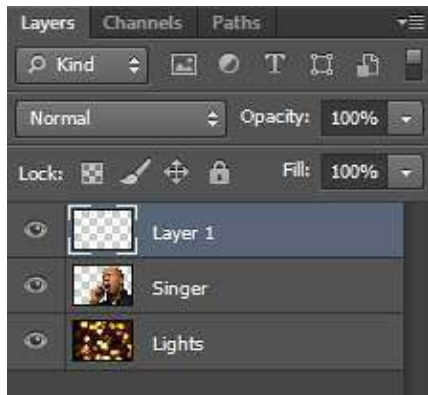 Layers Channels Paths
Kind T
Normal Opacity: 100%
Lock: Fill: 100%
Layer 1
Singer
Lights